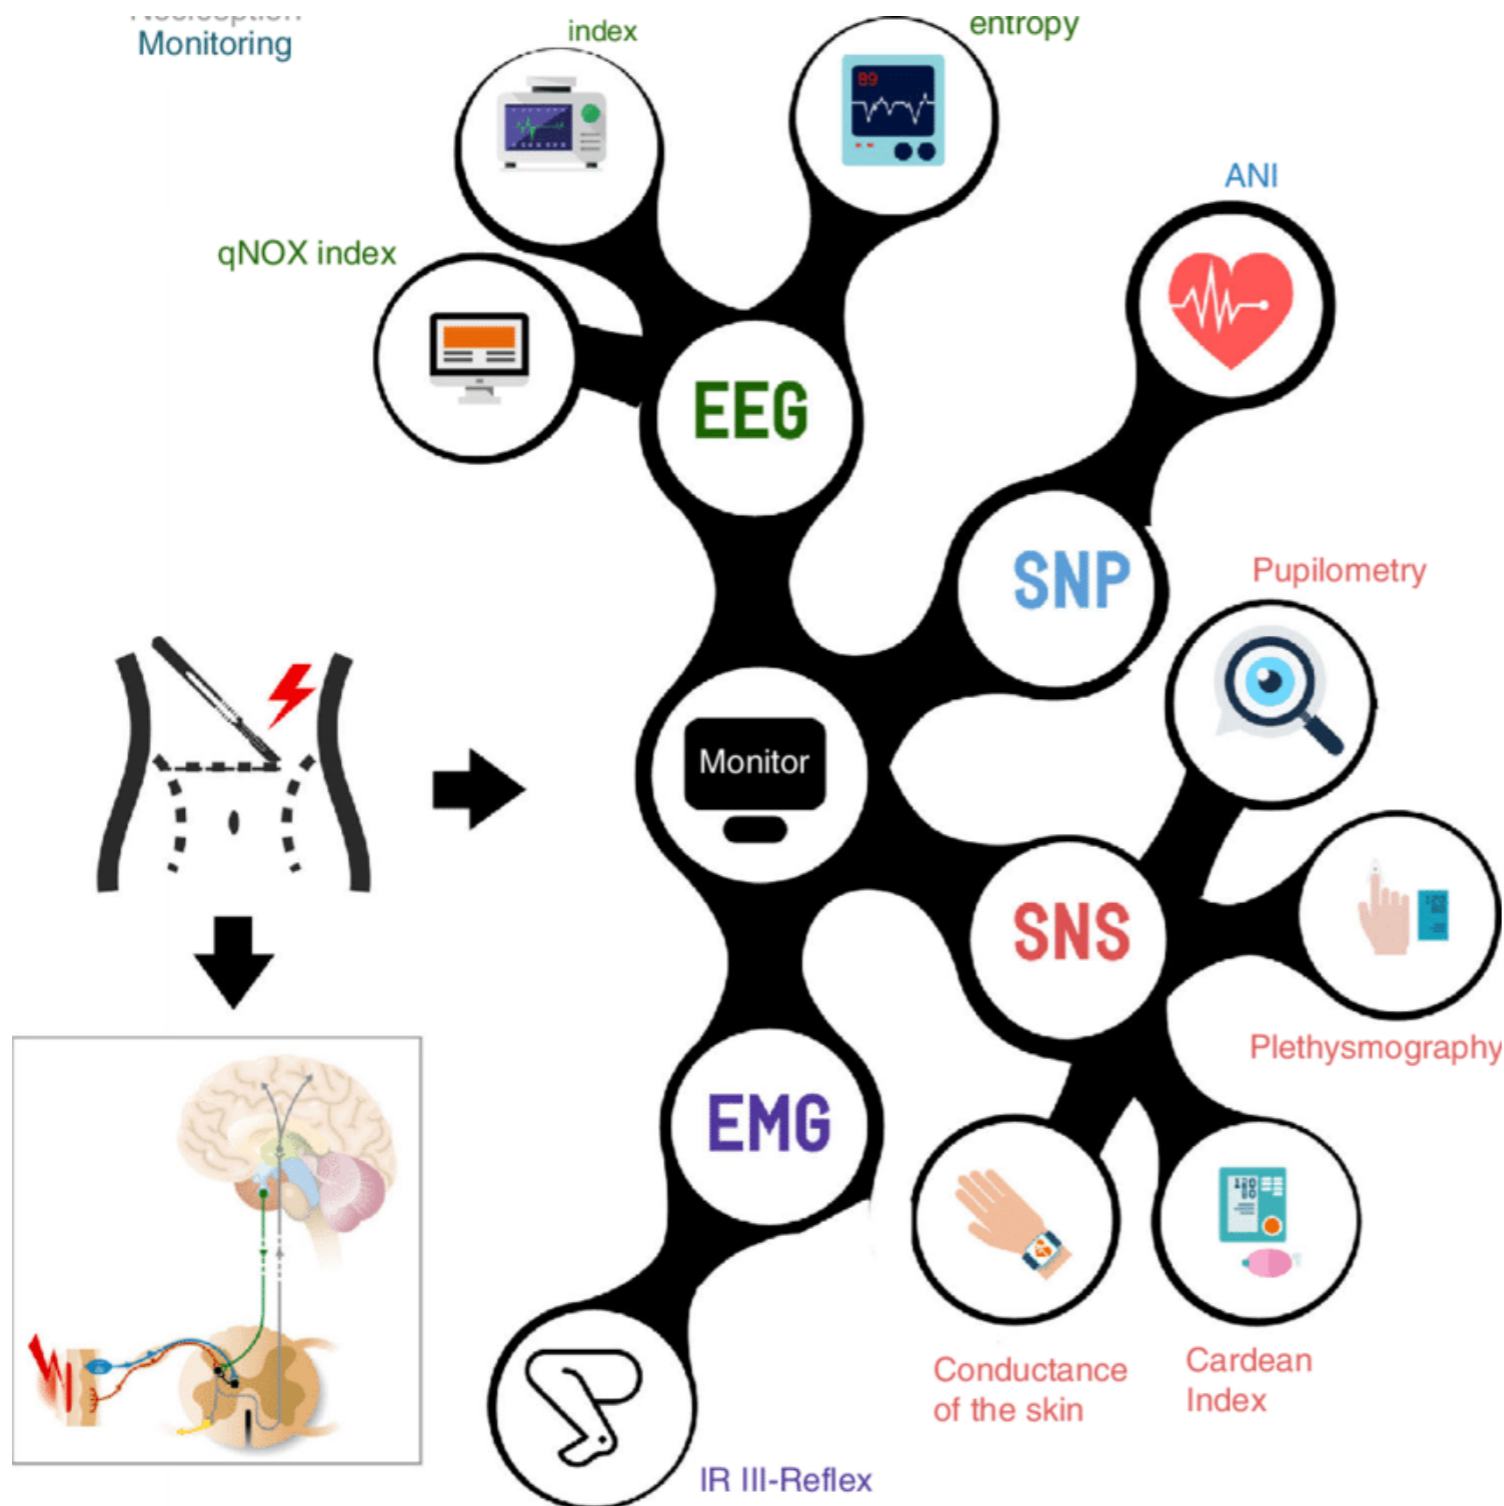 Monitoring
index
entropy
ANI
qNOX index
89
EEG
SNP
Pupilometry
Monitor
SNS
Plethysmography
EMG
Conductance
of the skin
Cardean
Index
IR III-Reflex